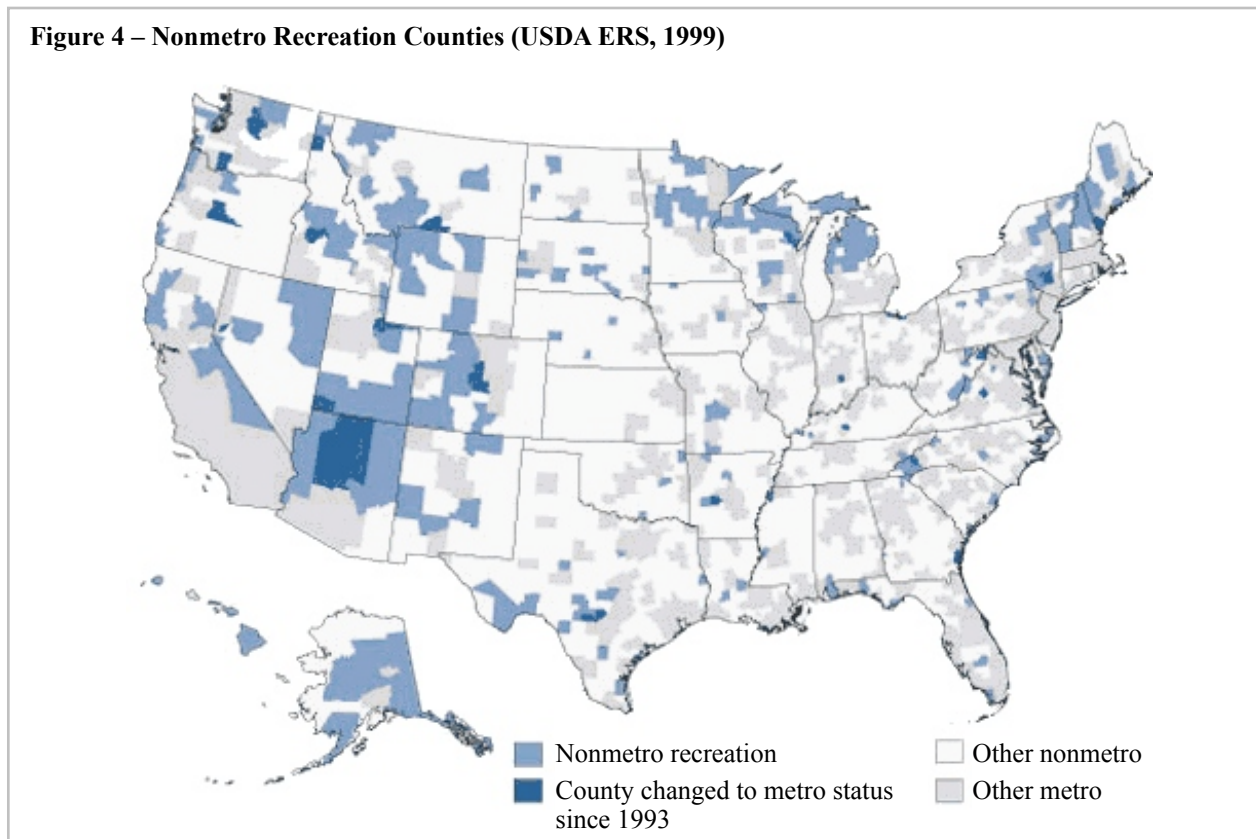 Figure 4 – Nonmetro Recreation Counties (USDA ERS, 1999)
Nonmetro recreation
County changed to metro status
since 1993
Other nonmetro
Other metro